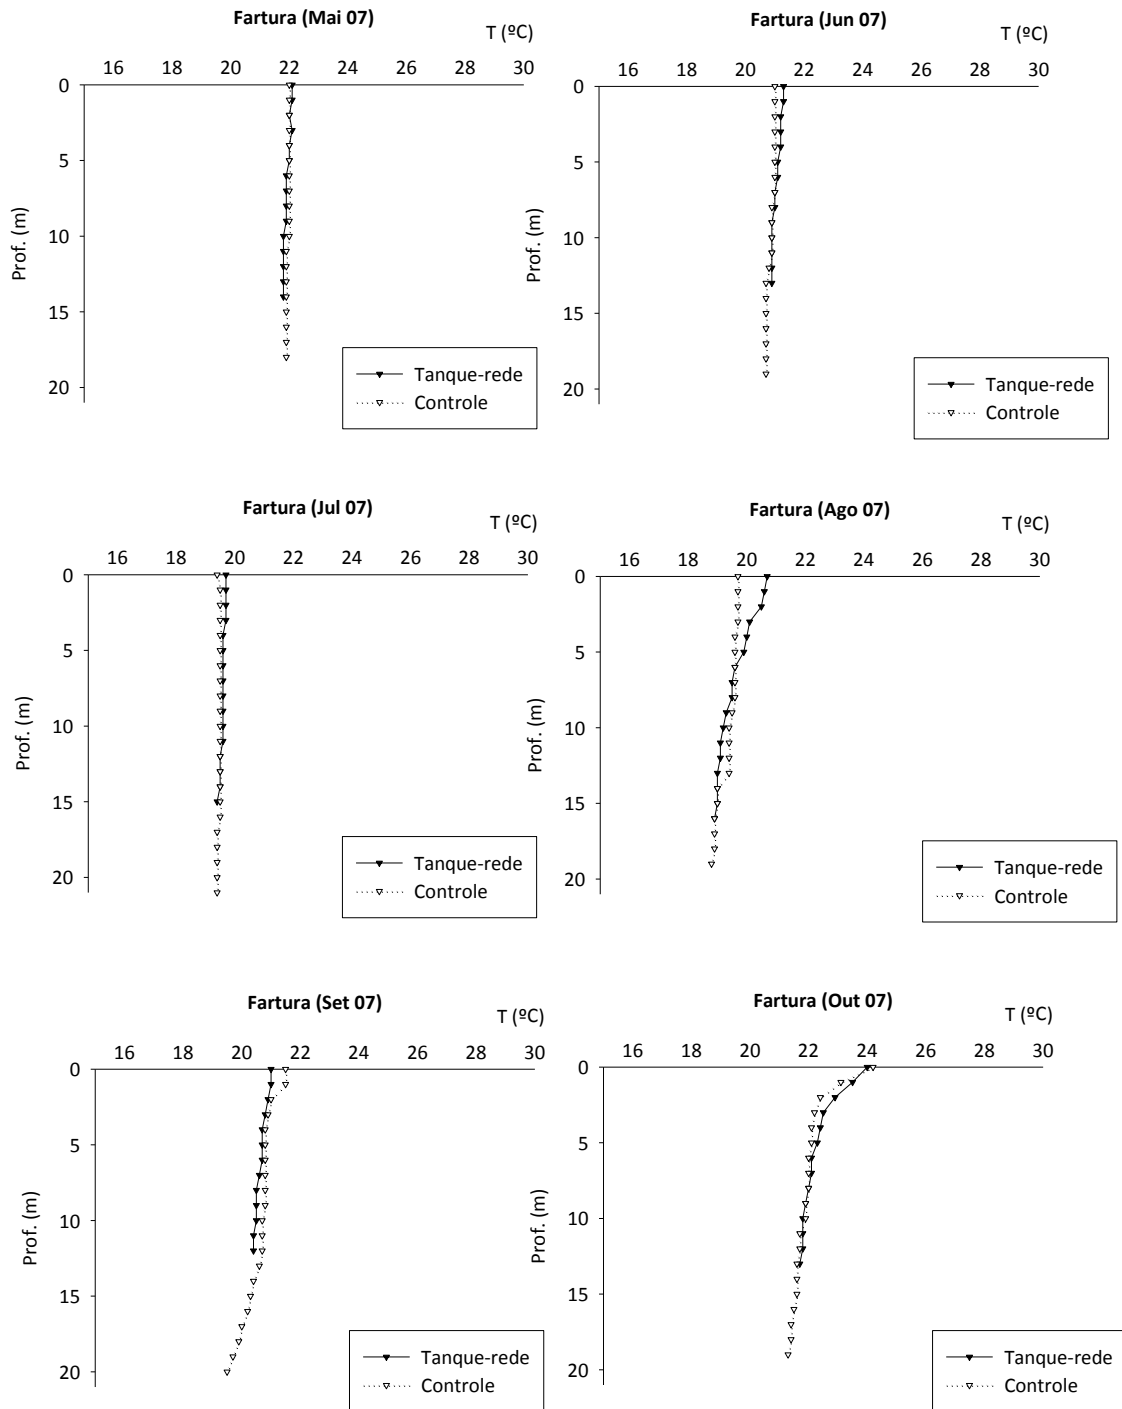 Fartura (Mai 07)
T (ºC)
16 18 20 22 24 26 28 30
0
5
10
15
20
Prof. (m)
Tanque-rede
Controle
Fartura (Jun 07)
T (ºC)
16 18 20 22 24 26 28 30
0
5
10
15
20
Prof. (m)
Tanque-rede
Controle
Fartura (Jul 07)
T (ºC)
16 18 20 22 24 26 28 30
0
5
10
15
20
Prof. (m)
Tanque-rede
Controle
Fartura (Ago 07)
T (ºC)
16 18 20 22 24 26 28 30
0
5
10
15
20
Prof. (m)
Tanque-rede
Controle
Fartura (Set 07)
T (ºC)
16 18 20 22 24 26 28 30
0
5
10
15
20
Prof. (m)
Tanque-rede
Controle
Fartura (Out 07)
T (ºC)
16 18 20 22 24 26 28 30
0
5
10
15
20
Prof. (m)
Tanque-rede
Controle